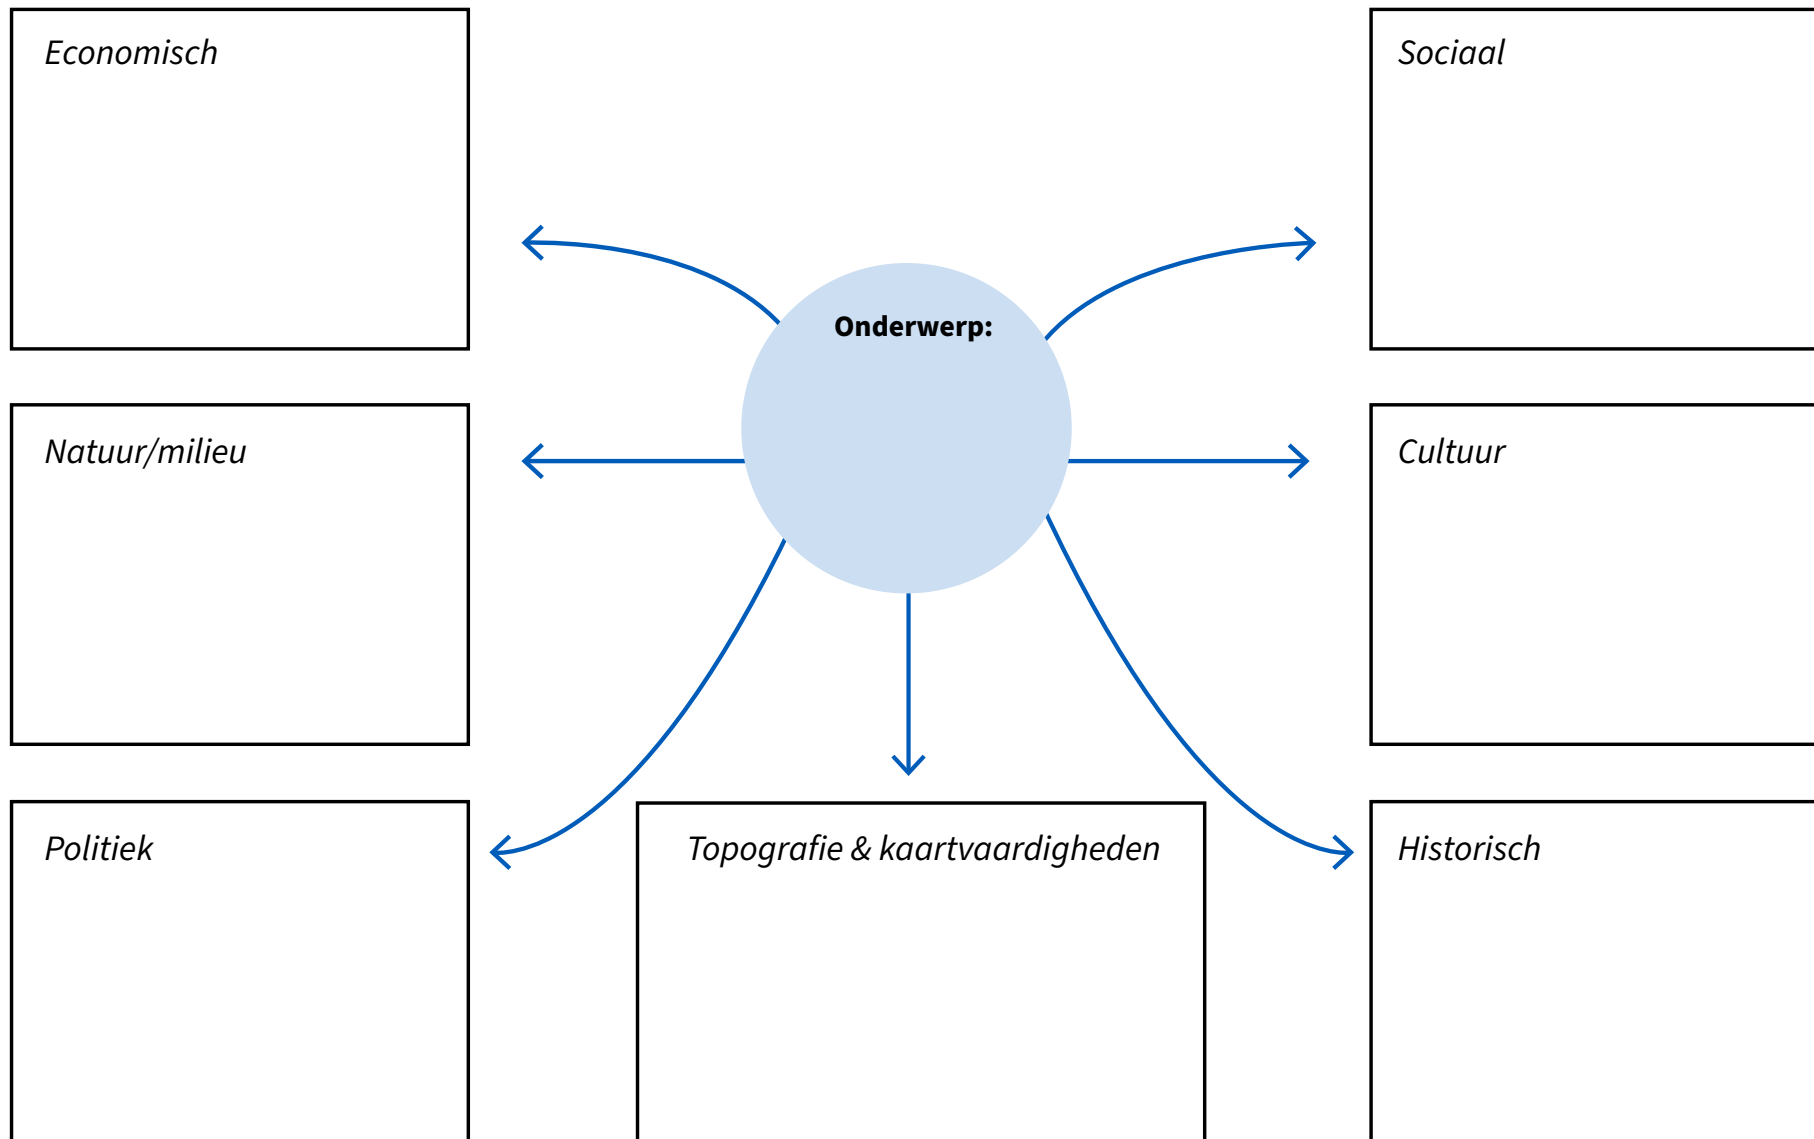 Economisch
Sociaal
Onderwerp:
Natuur/milieu
Cultuur
Politiek
Topografie & kaartvaardigheden
Historisch